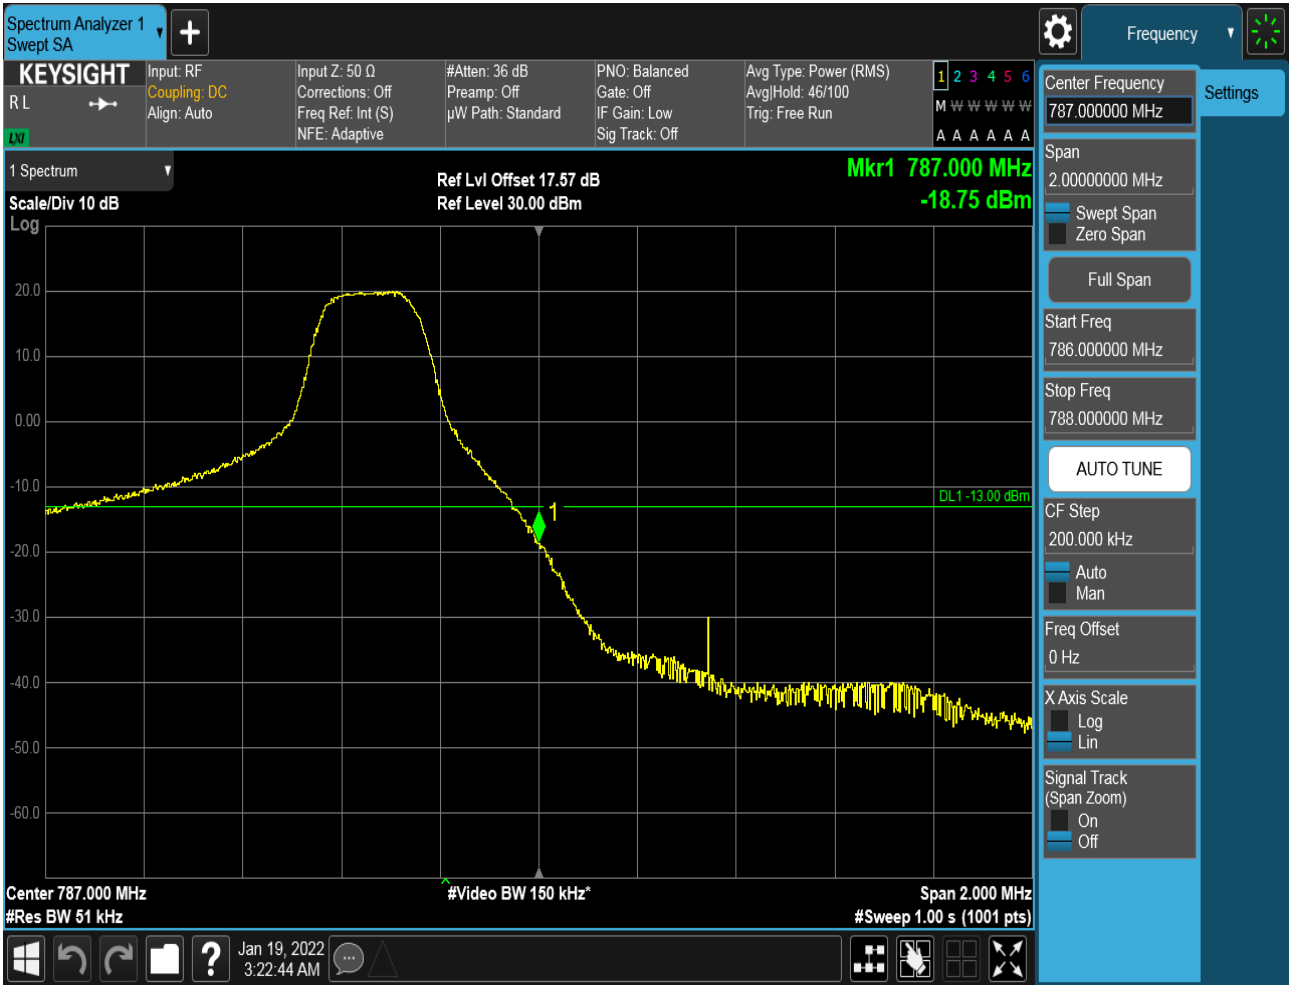 Spectrum Analyzer 1
Swept SA
Frequency
KEYSIGHT
R L
LXI
Input: RF
Coupling: DC
Align: Auto
Input Z: 50 Ω
Corrections: Off
Freq Ref: Int (S)
NFE: Adaptive
#Atten: 36 dB
Preamp: Off
µW Path: Standard
PNO: Balanced
Gate: Off
IF Gain: Low
Sig Track: Off
Avg Type: Power (RMS)
Avg|Hold: 46/100
Trig: Free Run
1 2 3 4 5 6
M W W W W W
A A A A A A
1 Spectrum
Scale/Div 10 dB
Log
Ref Lvl Offset 17.57 dB
Ref Level 30.00 dBm
Mkr1 787.000 MHz
-18.75 dBm
20.0
10.0
0.00
-10.0
-20.0
-30.0
-40.0
-50.0
-60.0
DL1 -13.00 dBm
1
Center 787.000 MHz
#Res BW 51 kHz
#Video BW 150 kHz*
Span 2.000 MHz
#Sweep 1.00 s (1001 pts)
Center Frequency
787.000000 MHz
Span
2.00000000 MHz
Swept Span
Zero Span
Full Span
Start Freq
786.000000 MHz
Stop Freq
788.000000 MHz
AUTO TUNE
CF Step
200.000 kHz
Auto
Man
Freq Offset
0 Hz
X Axis Scale
Log
Lin
Signal Track
(Span Zoom)
On
Off
Settings
?
Jan 19, 2022
3:22:44 AM